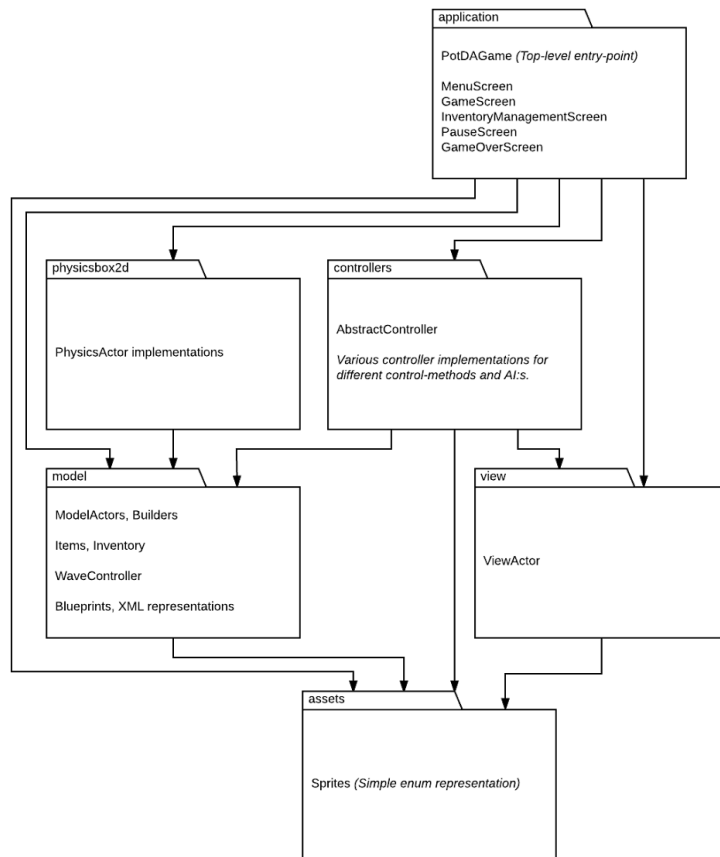 application
PotDAGame (Top-level entry-point)
MenuScreen
GameScreen
InventoryManagementScreen
PauseScreen
GameOverScreen
physicsbox2d
PhysicsActor implementations
controllers
AbstractController
Various controller implementations for
different control-methods and AI:s.
model
ModelActors, Builders
Items, Inventory
WaveController
Blueprints, XML representations
view
ViewActor
assets
Sprites (Simple enum representation)